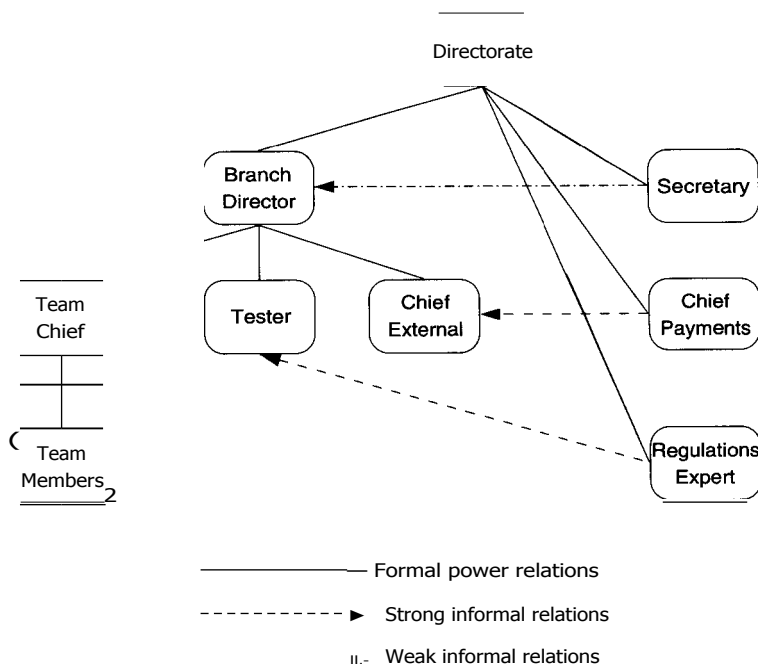 Directorate
Branch
Director
Secretary
Team
Chief
Tester
Chief
External
Chief
Payments
(
Team
Members
2
Regulations
Expert
Formal power relations
Strong informal relations
Weak informal relations